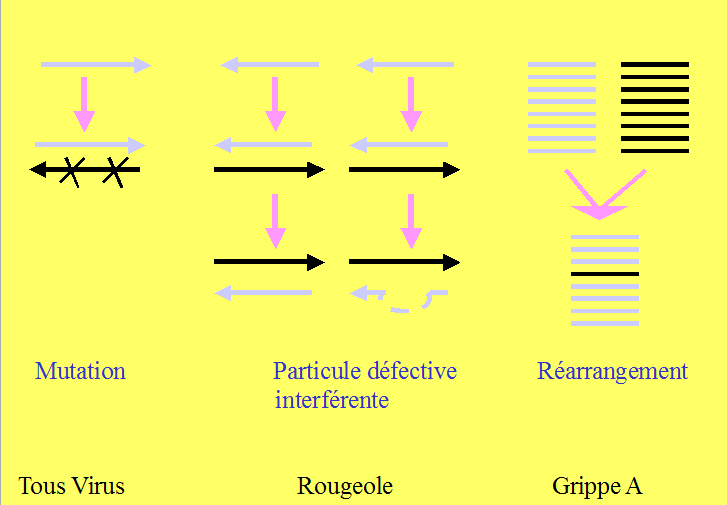 Mutation
Particule défective
interférente
Réarrangement
Tous Virus
Rougeole
Grippe A